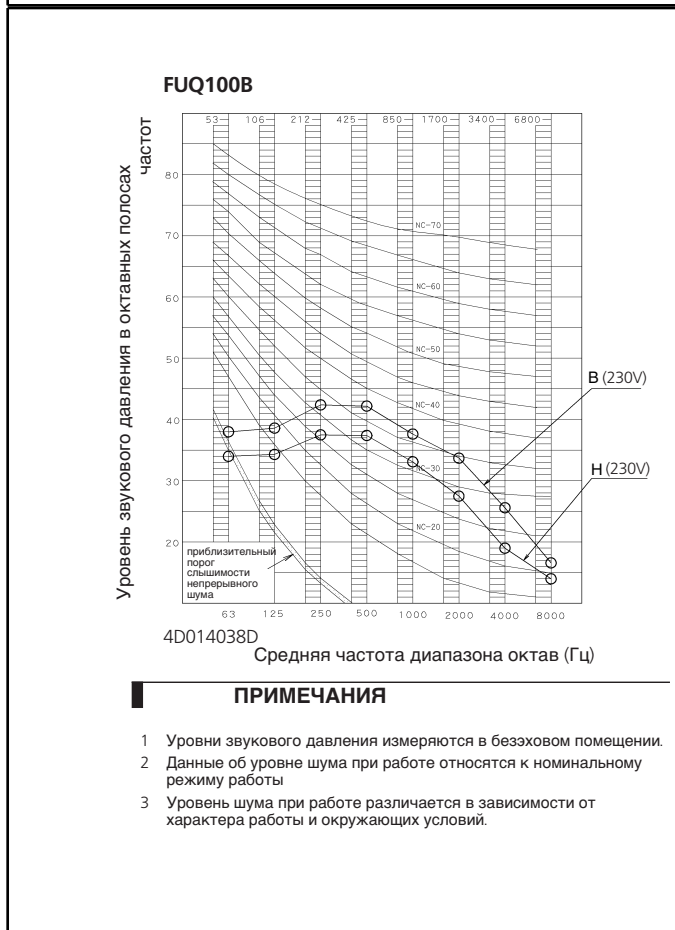 FUQ100B
Уровень звукового давления в октавных полосах
частот
53 106 212 425 850 1700 3400 6800
80
70
60
50
40
30
20
NC-70
NC-60
NC-50
NC-40
NC-30
NC-20
В (230V)
Н (230V)
приблизительный
порог
слышимости
непрерывного
шума
63 125 250 500 1000 2000 4000 8000
4D014038D
Средняя частота диапазона октав (Гц)
ПРИМЕЧАНИЯ
1 Уровни звукового давления измеряются в безэховом помещении.
2 Данные об уровне шума при работе относятся к номинальному
режиму работы
3 Уровень шума при работе различается в зависимости от
характера работы и окружающих условий.